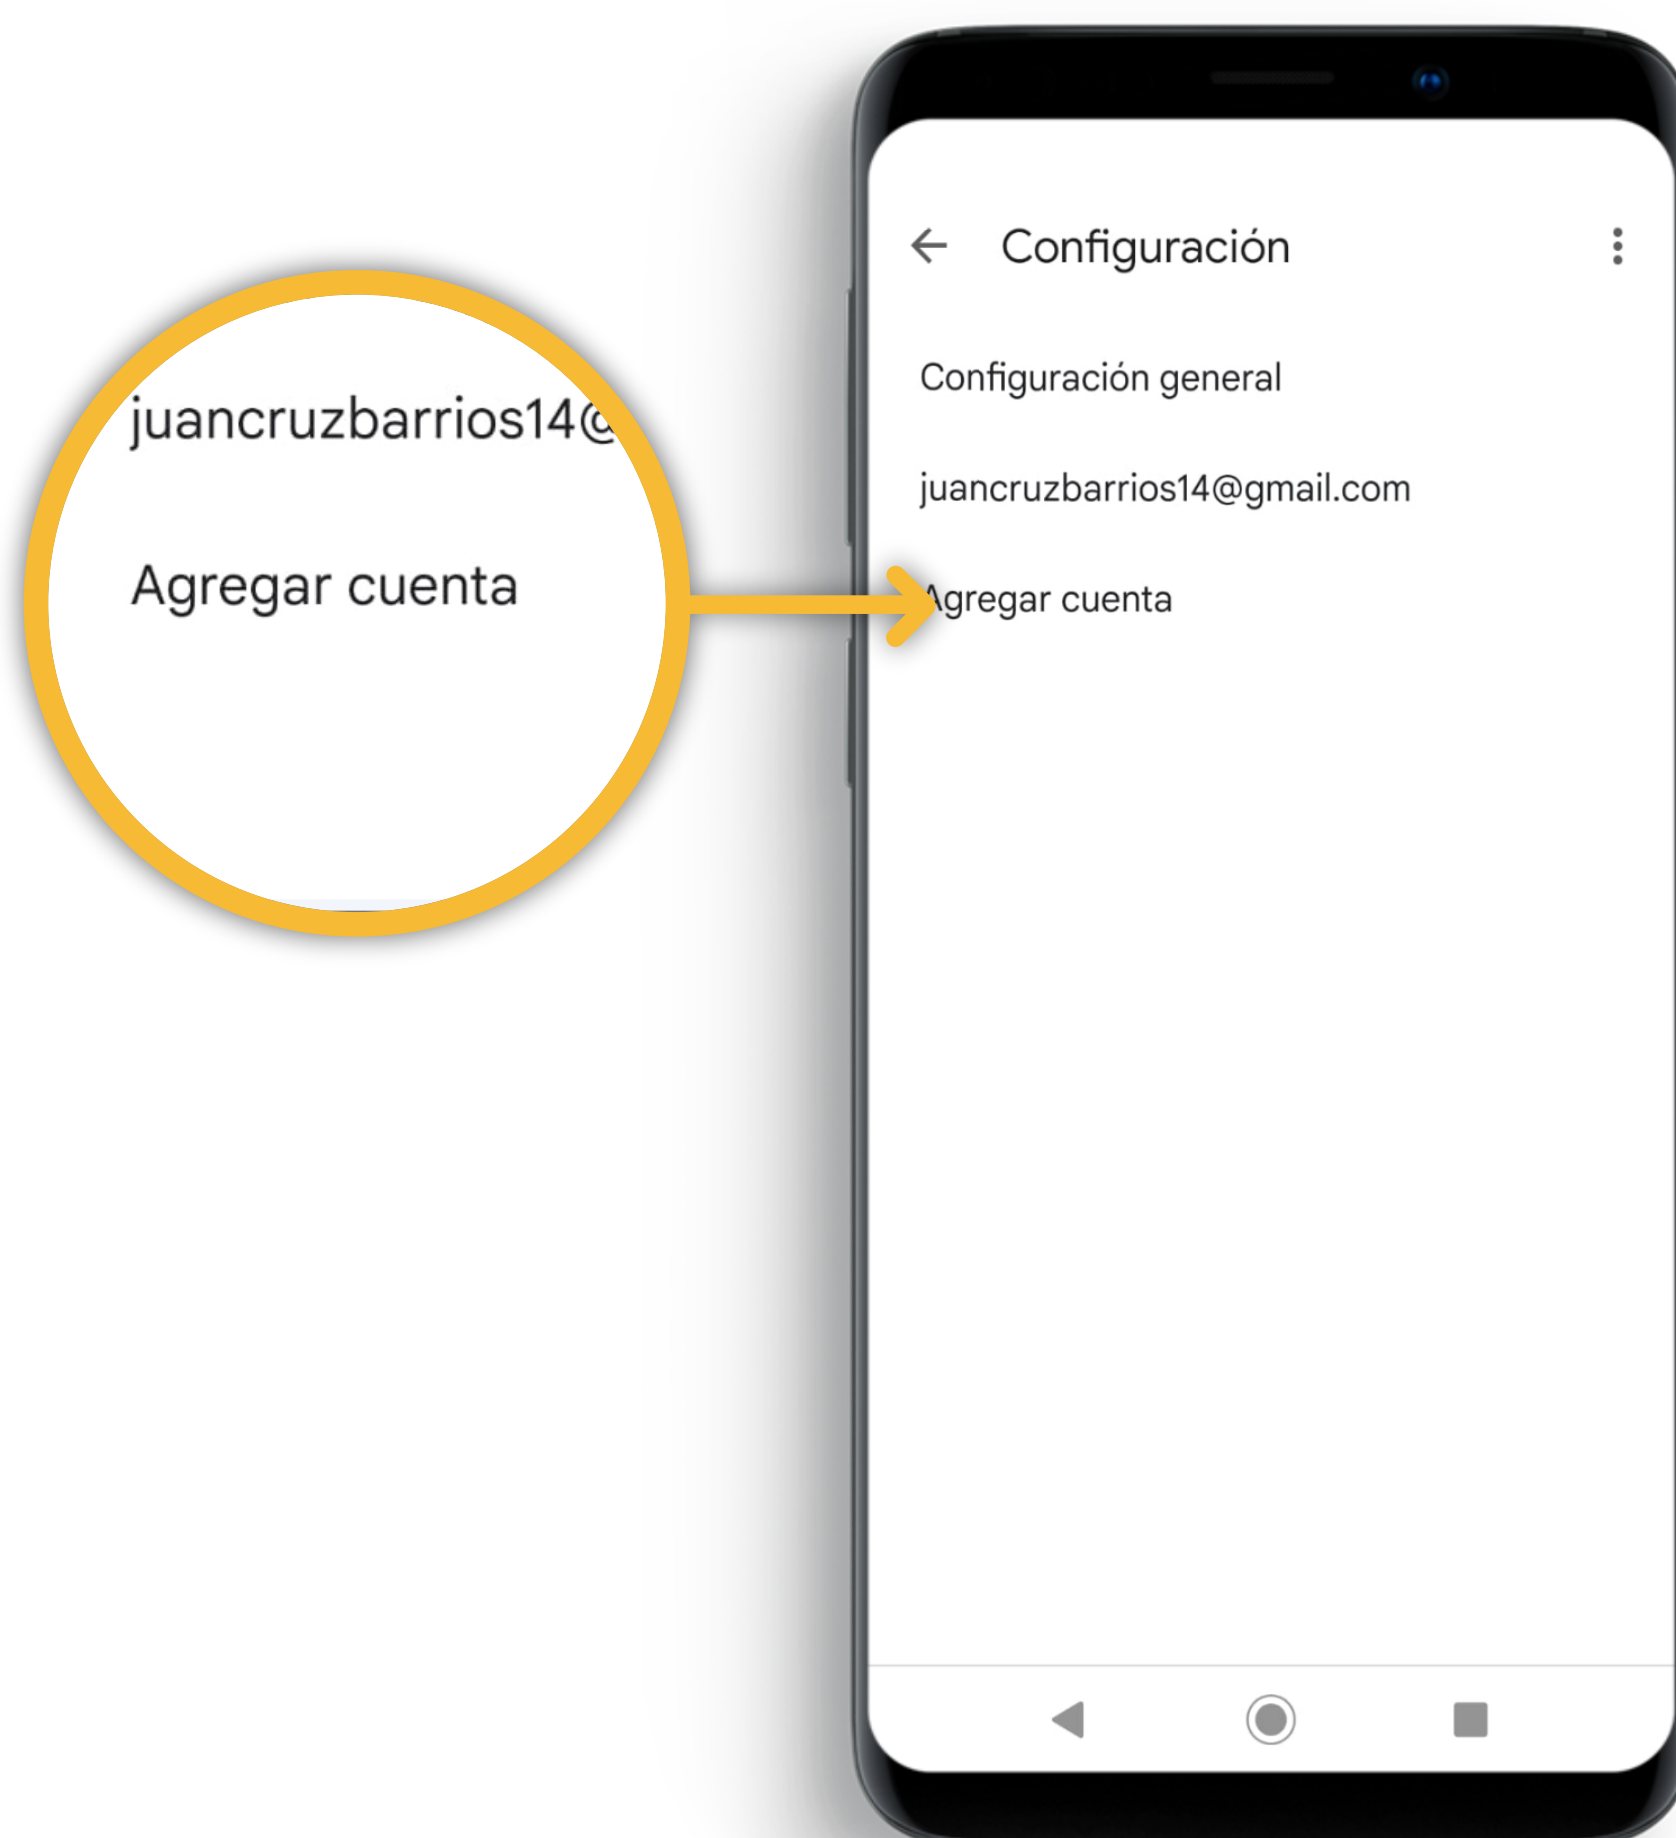 juancruzbarrios14@
Agregar cuenta
Configuración
Configuración general
juancruzbarrios14@gmail.com
Agregar cuenta